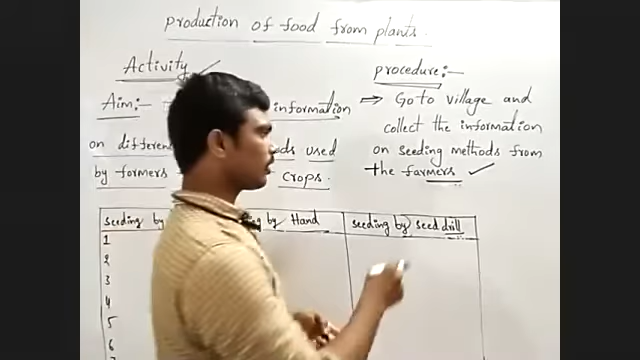 production of food from plants.
Activity
Aim:- information
on different used
by formers crops.
procedure:-
⇒ Go to village and
collect the information
on seeding methods from
the farmers ✓
seeding by by Hand seeding by seed drill
1
2
3
4
5
6